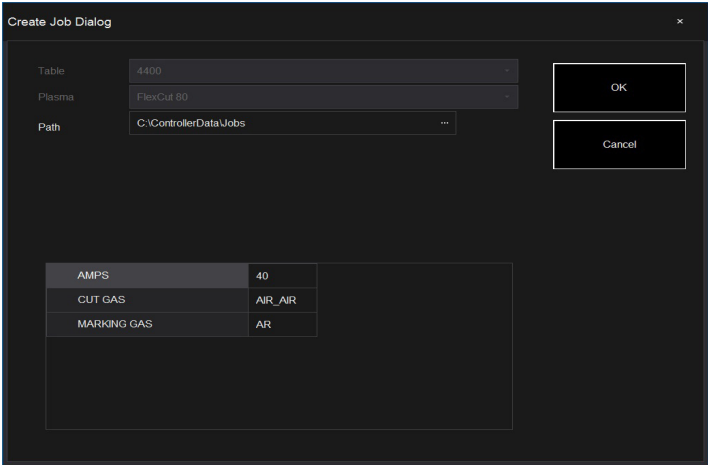 Create Job Dialog ×
Table 4400
Plasma FlexCut 80
Path C:\ControllerData\Jobs ...
OK
Cancel
AMPS 40
CUT GAS AIR_AIR
MARKING GAS AR